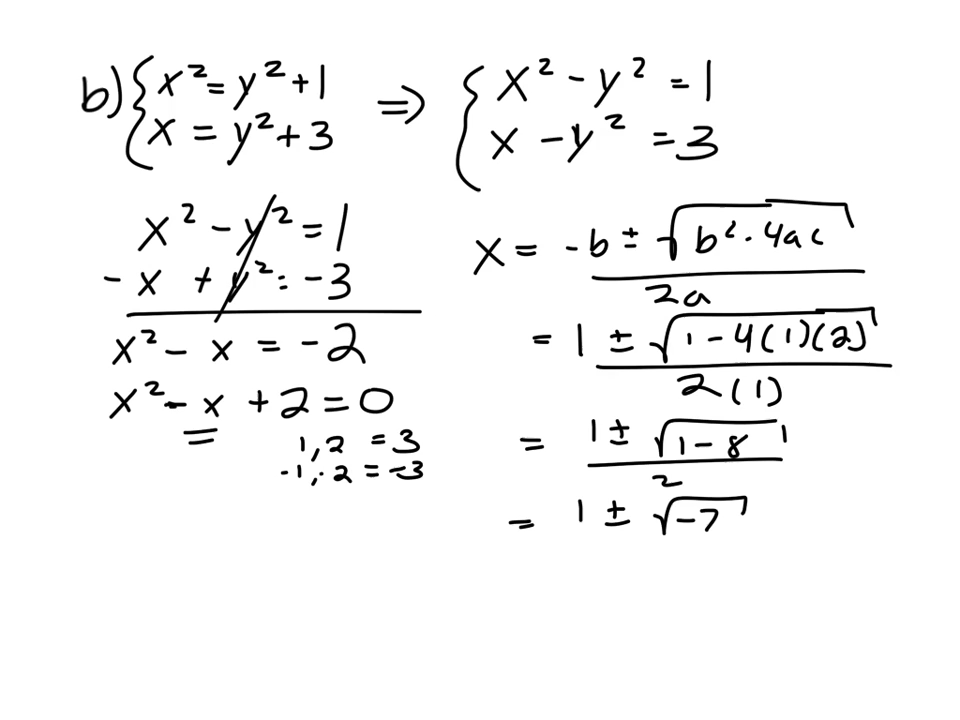 b) { x² = y² + 1
x = y² + 3
⇒ { x² - y² = 1
x - y² = 3
x² - y² = 1
- x + y² = -3
x² - x = -2
x² - x + 2 = 0
1, 2 = 3
-1, -2 = -3
x = -b ± √(b² · 4ac)
2a
= 1 ± √(1 - 4(1)(2))
2(1)
= 1 ± √(1 - 8)
2
= 1 ± √(-7)